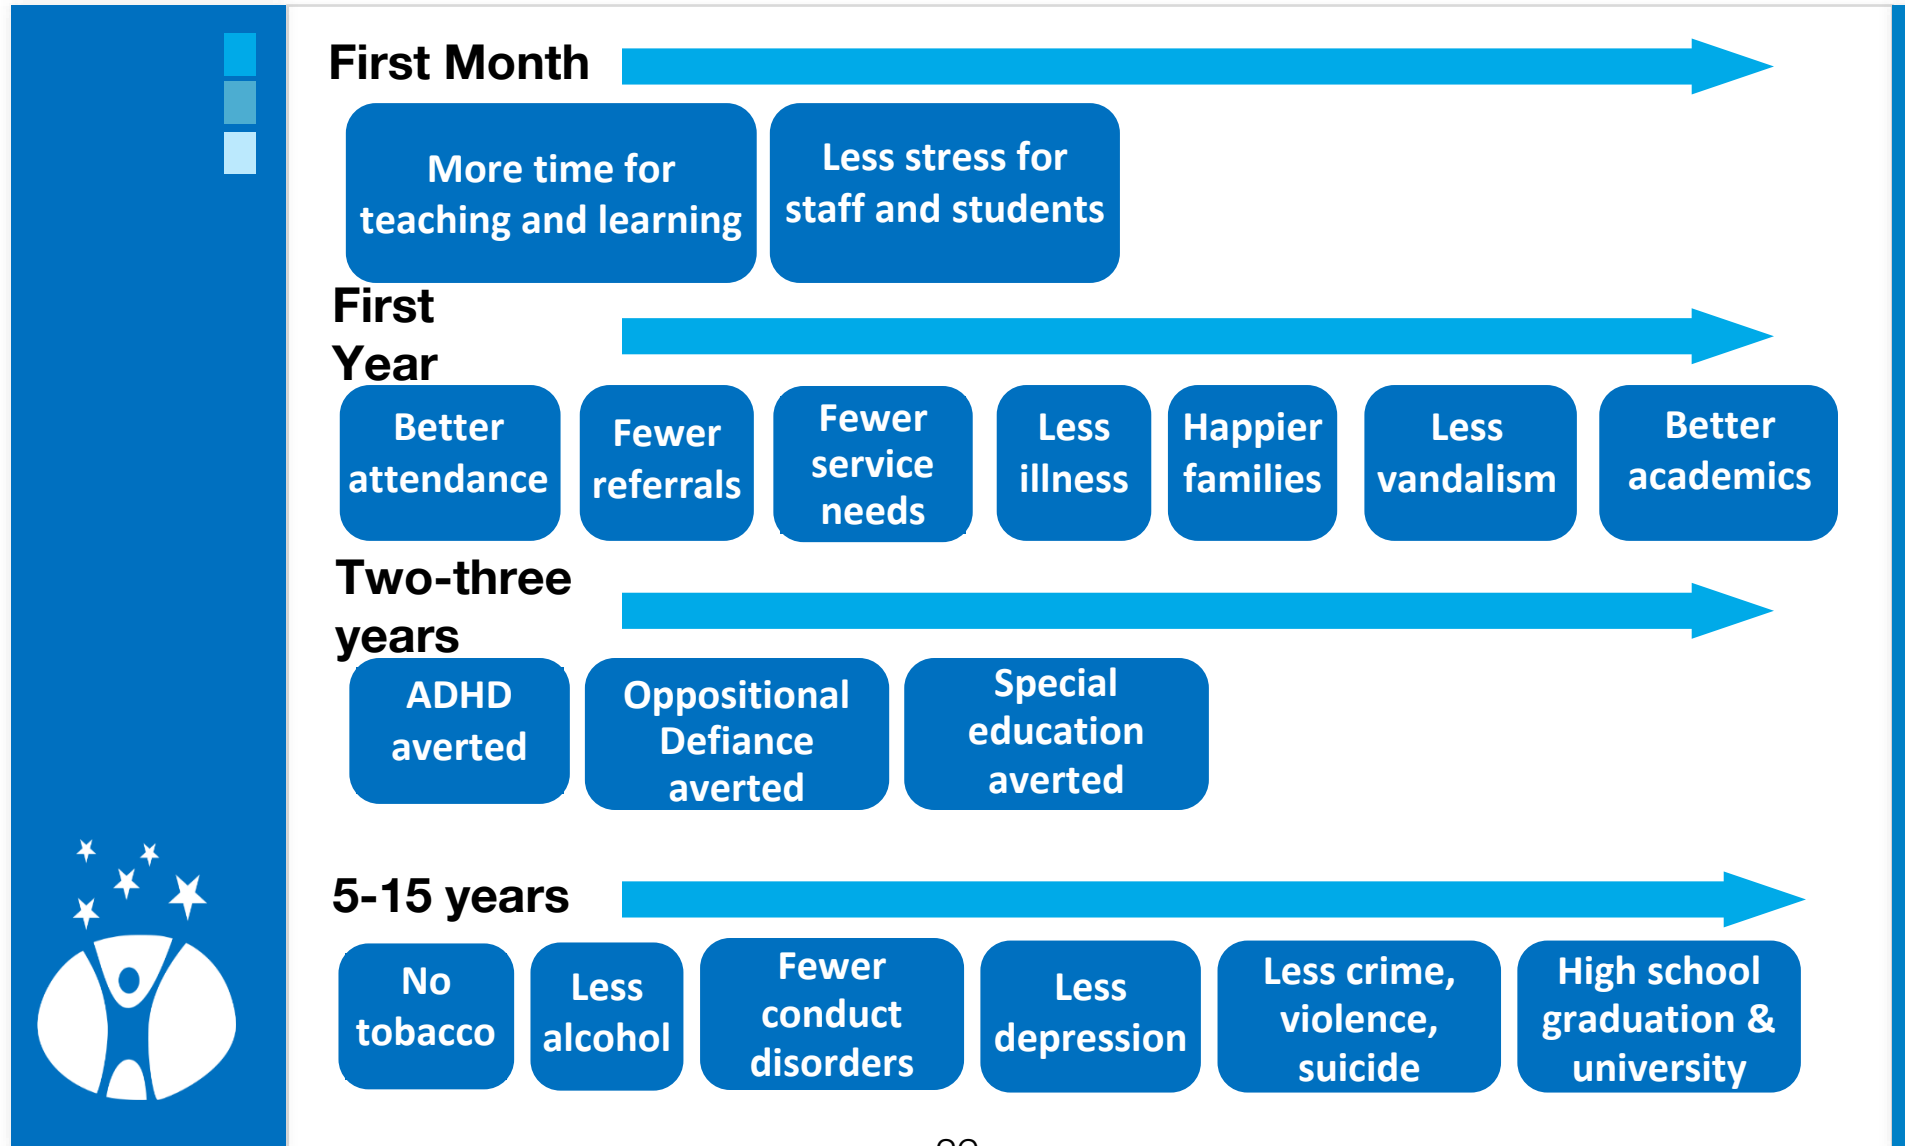 First Month
More time for
teaching and learning
Less stress for
staff and students
First
Year
Better
attendance
Fewer
referrals
Fewer
service
needs
Less
illness
Happier
families
Less
vandalism
Better
academics
Two-three
years
ADHD
averted
Oppositional
Defiance
averted
Special
education
averted
5-15 years
No
tobacco
Less
alcohol
Fewer
conduct
disorders
Less
depression
Less crime,
violence,
suicide
High school
graduation &
university